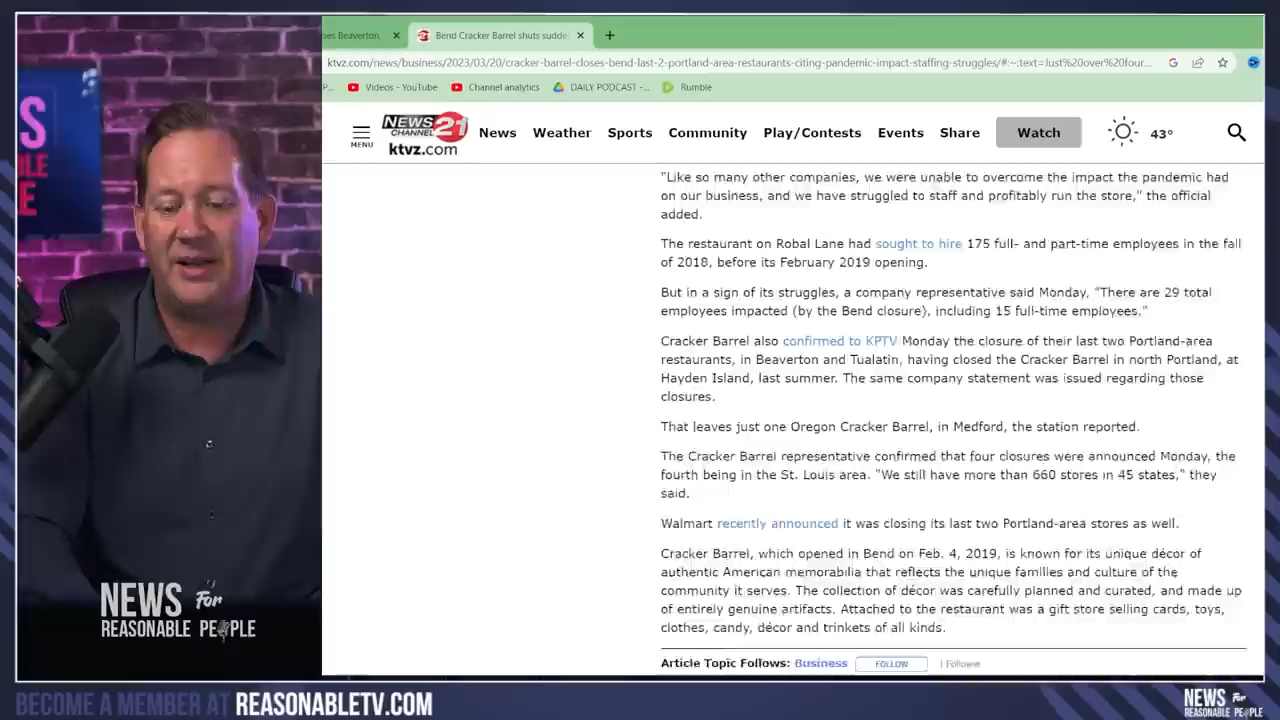 ses Beaverton,
Bend Cracker Barrel shuts sudde
ktvz.com/news/business/2023/03/20/cracker-barrel-closes-bend-last-2-portland-area-restaurants-citing-pandemic-impact-staffing-struggles/#:~:text=Just%20over%20four...
P...
Videos - YouTube
Channel analytics
DAILY PODCAST -...
Rumble
MENU
NEWS
CHANNEL 21
ktvz.com
News
Weather
Sports
Community
Play/Contests
Events
Share
Watch
43°
"Like so many other companies, we were unable to overcome the impact the pandemic had
on our business, and we have struggled to staff and profitably run the store," the official
added.
The restaurant on Robal Lane had sought to hire 175 full- and part-time employees in the fall
of 2018, before its February 2019 opening.
But in a sign of its struggles, a company representative said Monday, "There are 29 total
employees impacted (by the Bend closure), including 15 full-time employees."
Cracker Barrel also confirmed to KPTV Monday the closure of their last two Portland-area
restaurants, in Beaverton and Tualatin, having closed the Cracker Barrel in north Portland, at
Hayden Island, last summer. The same company statement was issued regarding those
closures.
That leaves just one Oregon Cracker Barrel, in Medford, the station reported.
The Cracker Barrel representative confirmed that four closures were announced Monday, the
fourth being in the St. Louis area. "We still have more than 660 stores in 45 states," they
said.
Walmart recently announced it was closing its last two Portland-area stores as well.
Cracker Barrel, which opened in Bend on Feb. 4, 2019, is known for its unique décor of
authentic American memorabilia that reflects the unique families and culture of the
community it serves. The collection of décor was carefully planned and curated, and made up
of entirely genuine artifacts. Attached to the restaurant was a gift store selling cards, toys,
clothes, candy, décor and trinkets of all kinds.
Article Topic Follows: Business
FOLLOW
| Follower
NEWS For
REASONABLE PEOPLE
BECOME A MEMBER AT REASONABLETV.COM
NEWS For
REASONABLE PEOPLE